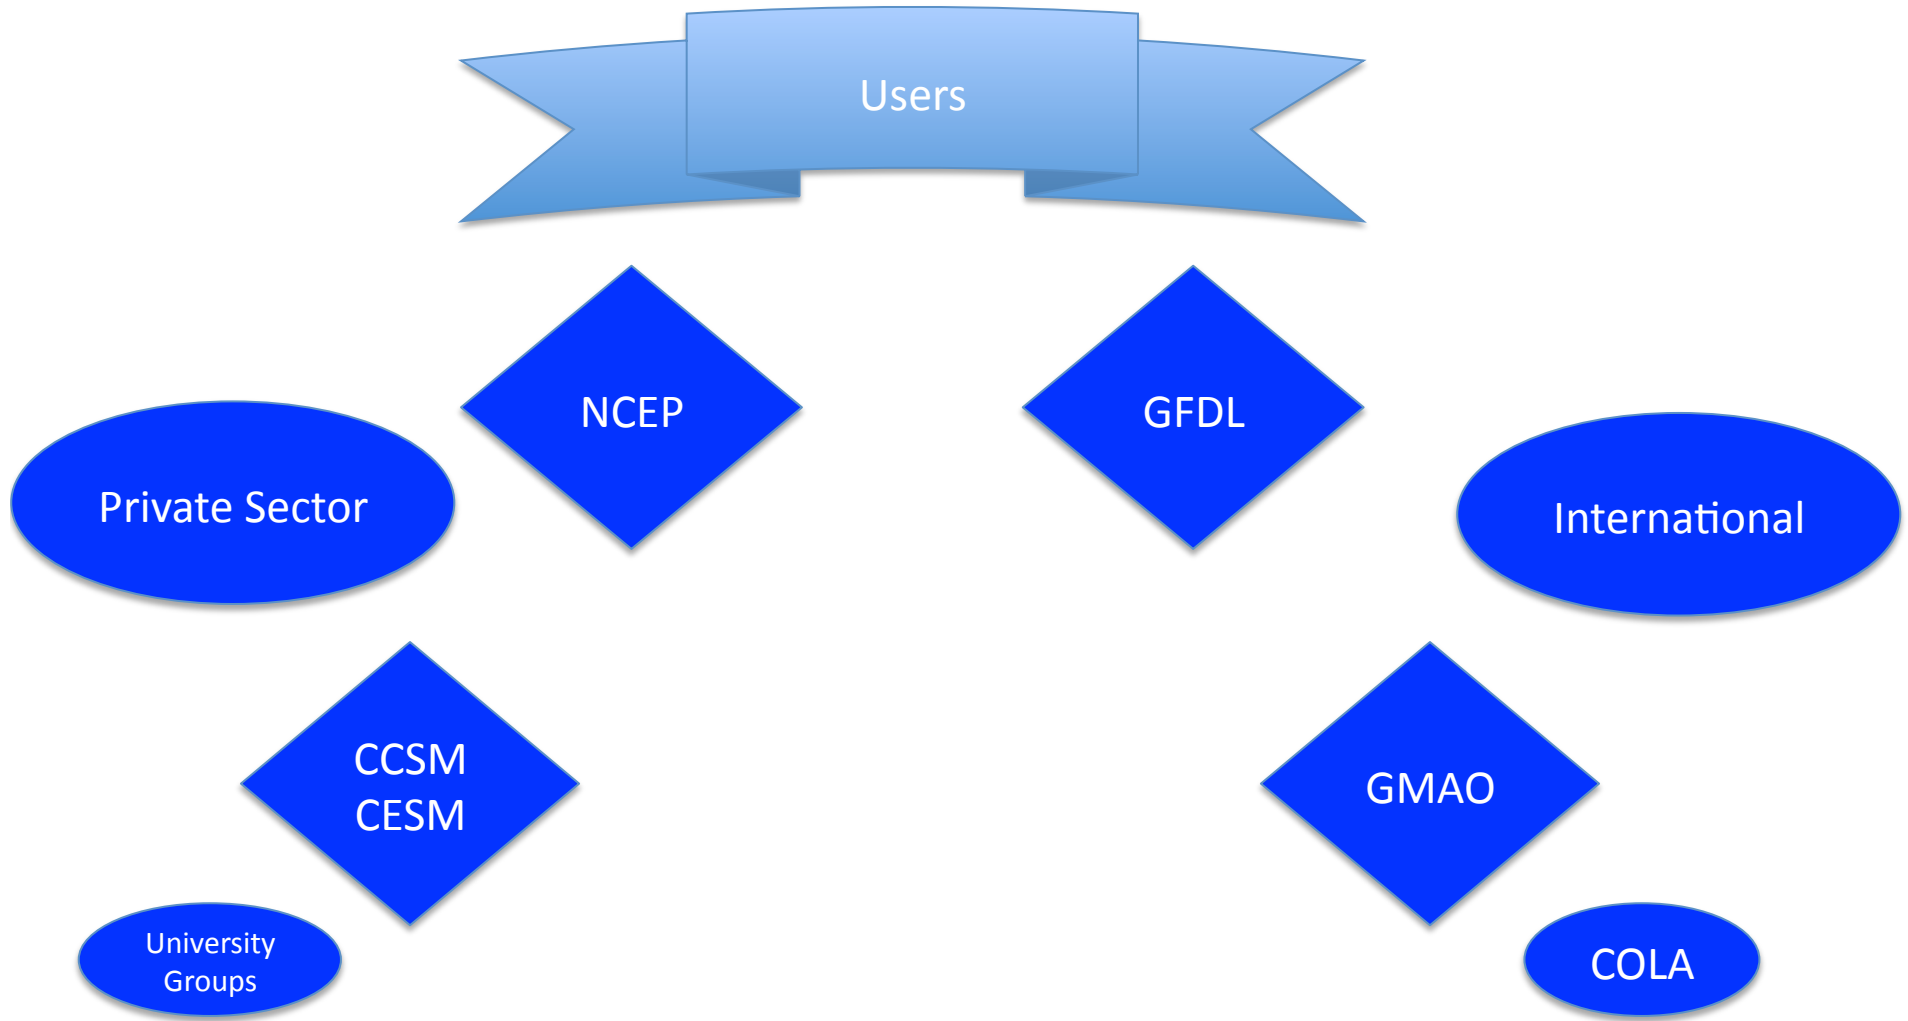 Users
NCEP
GFDL
Private Sector
International
CCSM
CESM
GMAO
University
Groups
COLA